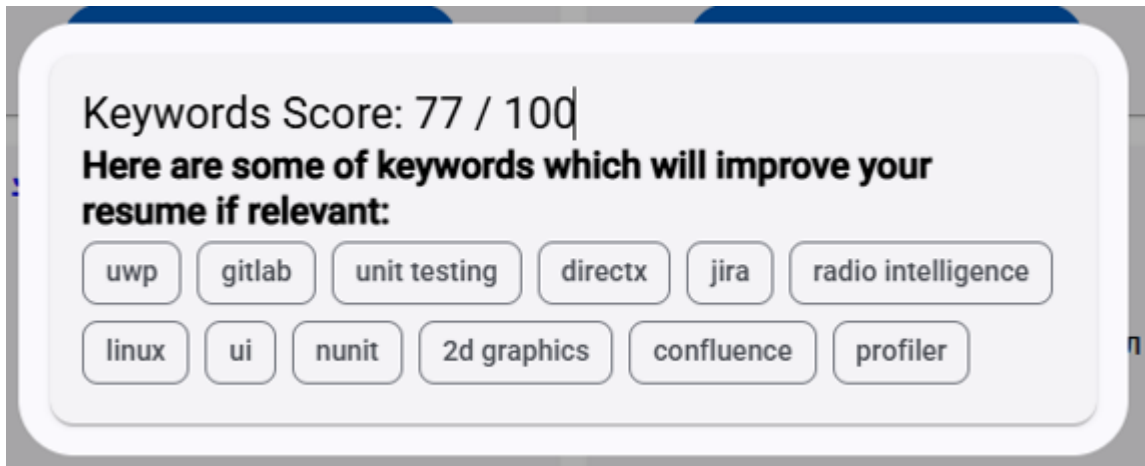 Keywords Score: 77 / 100
Here are some of keywords which will improve your
resume if relevant:
uwp gitlab unit testing directx jira radio intelligence
linux ui nunit 2d graphics confluence profiler